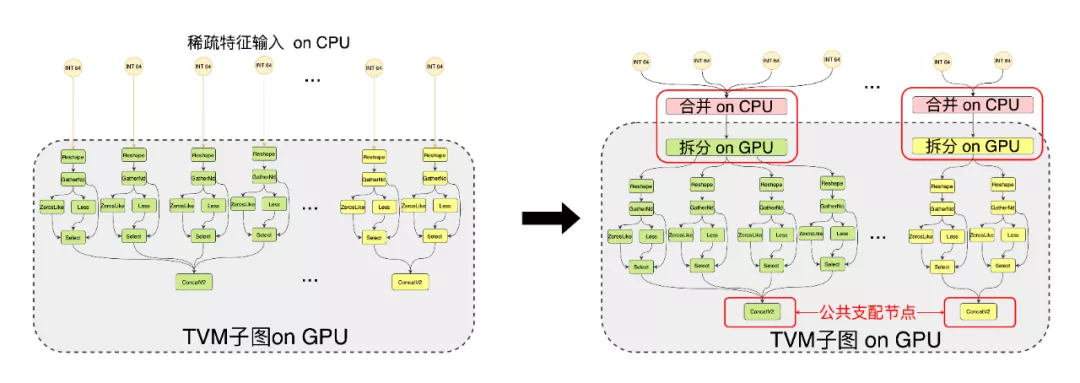 稀疏特征输入 on CPU
INT 64
INT 64
INT 64
INT 64
...
INT 64
INT 64
Reshape
Reshape
Reshape
Reshape
Reshape
Reshape
GatherNd
GatherNd
GatherNd
GatherNd
GatherNd
GatherNd
ZerosLike
Less
ZerosLike
Less
ZerosLike
Less
ZerosLike
Less
...
ZerosLike
Less
ZerosLike
Less
Select
Select
Select
Select
Select
Select
ConcatV2
...
ConcatV2
TVM子图on GPU
INT 64
INT 64
INT 64
INT 64
...
INT 64
INT 64
合并 on CPU
合并 on CPU
拆分 on GPU
拆分 on GPU
Reshape
Reshape
Reshape
Reshape
Reshape
Reshape
GatherNd
GatherNd
GatherNd
GatherNd
GatherNd
GatherNd
ZerosLike
Less
ZerosLike
Less
ZerosLike
Less
ZerosLike
Less
...
ZerosLike
Less
ZerosLike
Less
Select
Select
Select
Select
Select
Select
ConcatV2
公共支配节点
ConcatV2
TVM子图 on GPU